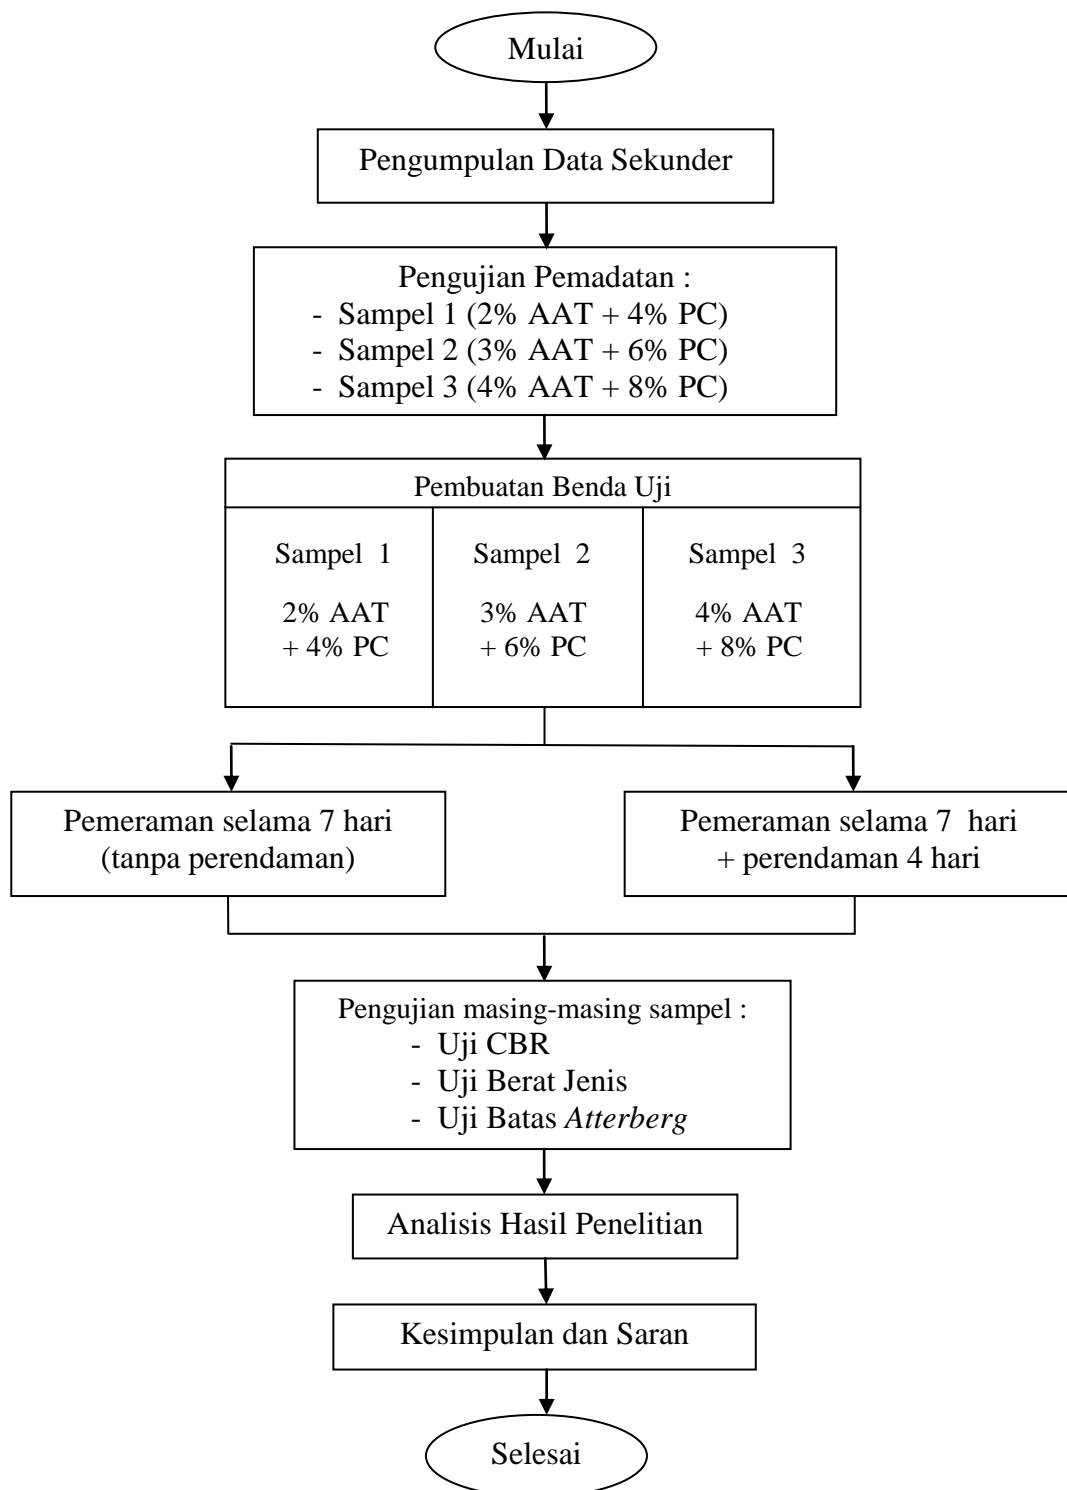 Mulai
Pengumpulan Data Sekunder
Pengujian Pemadatan :
- Sampel 1 (2% AAT + 4% PC)
- Sampel 2 (3% AAT + 6% PC)
- Sampel 3 (4% AAT + 8% PC)
Pembuatan Benda Uji
Sampel 1
2% AAT
+ 4% PC
Sampel 2
3% AAT
+ 6% PC
Sampel 3
4% AAT
+ 8% PC
Pemeraman selama 7 hari
(tanpa perendaman)
Pemeraman selama 7 hari
+ perendaman 4 hari
Pengujian masing-masing sampel :
- Uji CBR
- Uji Berat Jenis
- Uji Batas Atterberg
Analisis Hasil Penelitian
Kesimpulan dan Saran
Selesai